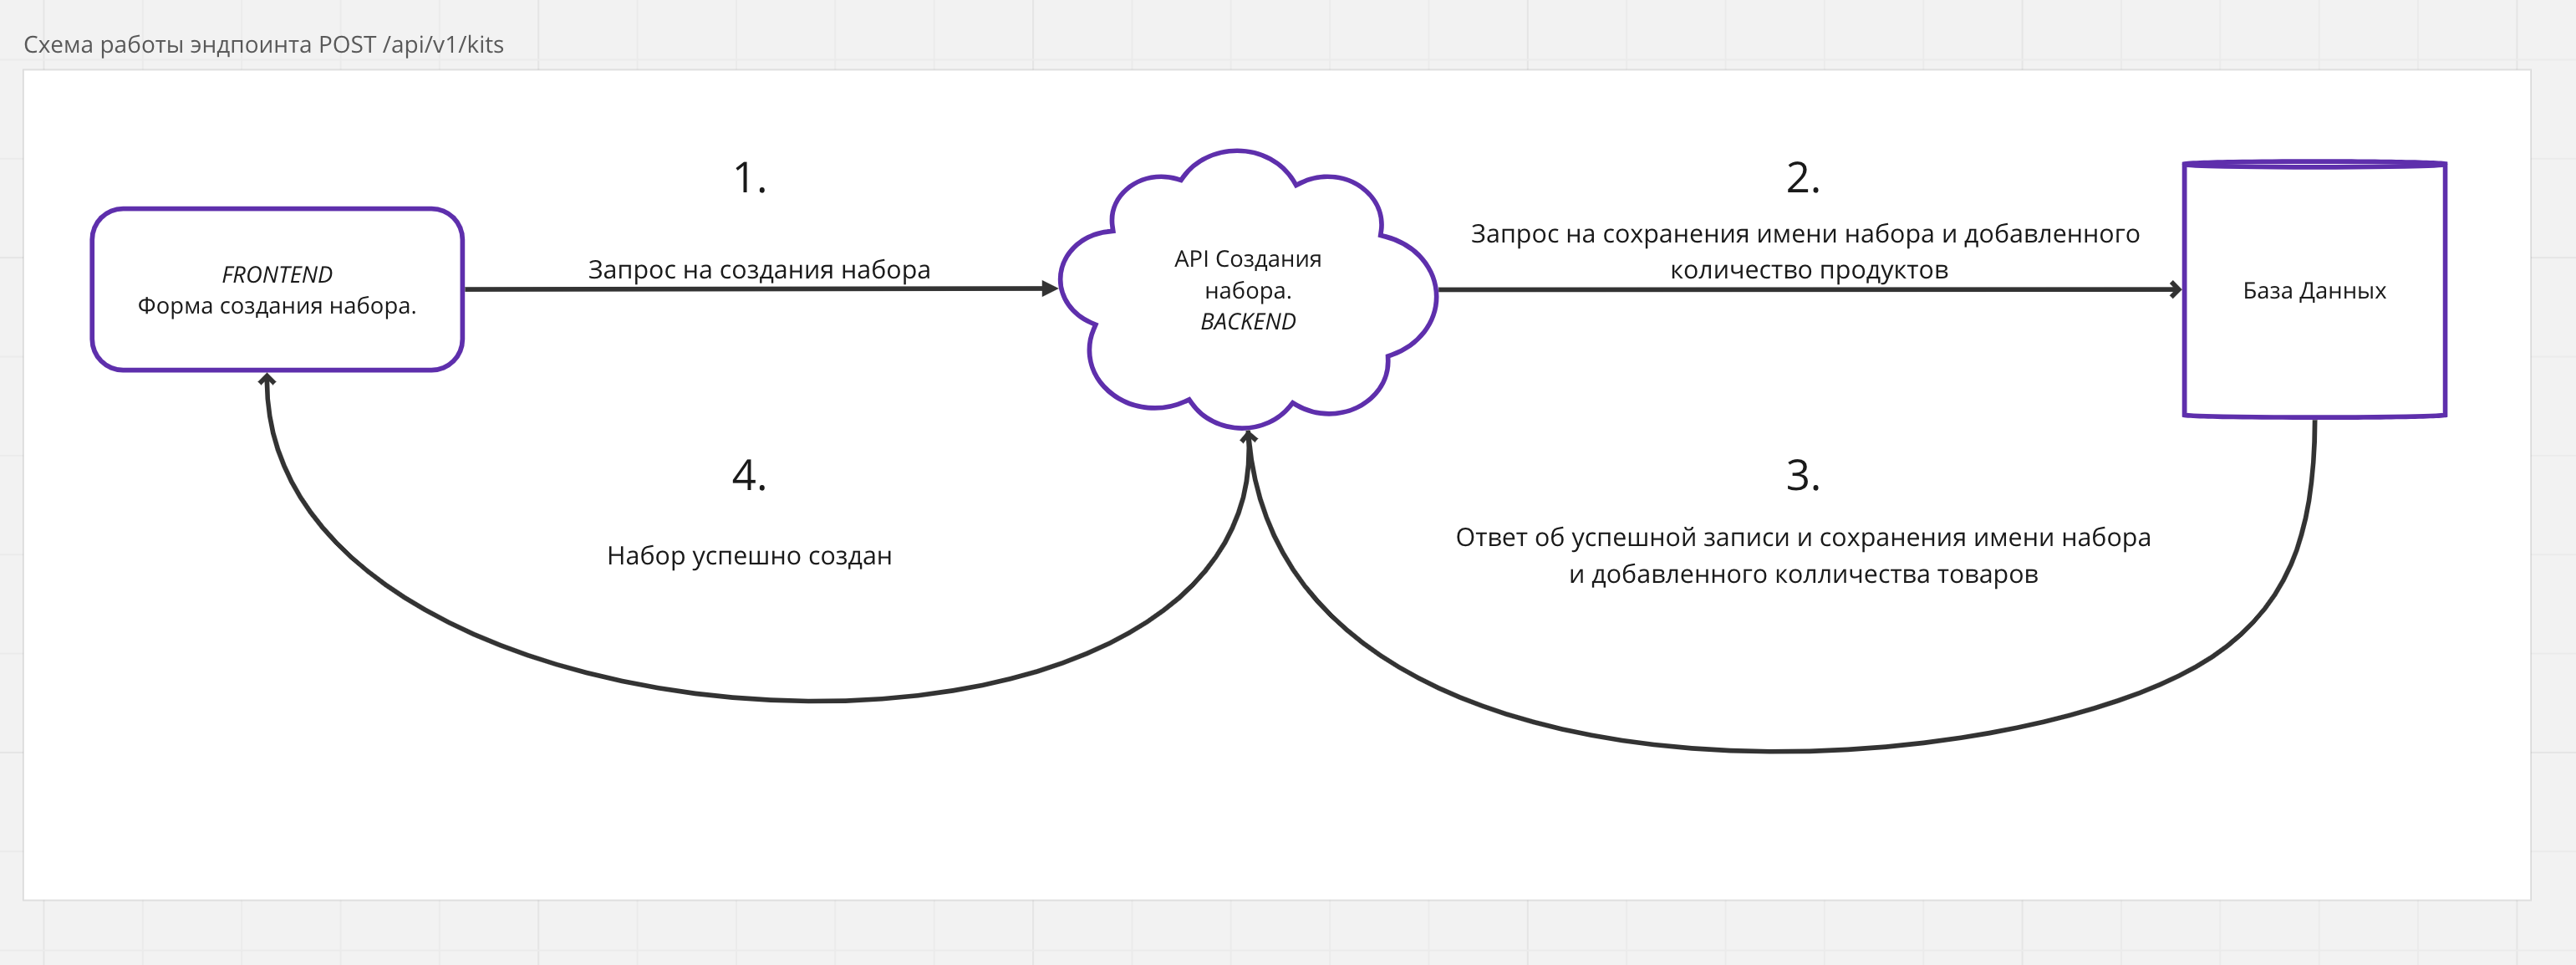 Схема работы эндпоинта POST /api/v1/kits
1.
2.
Запрос на создания набора
Запрос на сохранения имени набора и добавленного
количество продуктов
FRONTEND
Форма создания набора.
API Создания
набора.
BACKEND
База Данных
4.
3.
Набор успешно создан
Ответ об успешной записи и сохранения имени набора
и добавленного колличества товаров